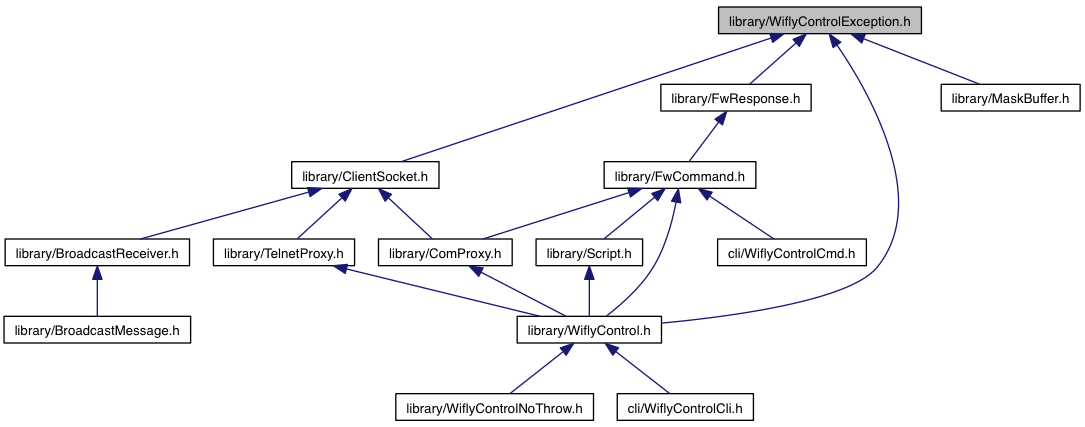 library/WiflyControlException.h
library/FwResponse.h
library/MaskBuffer.h
library/ClientSocket.h
library/FwCommand.h
library/BroadcastReceiver.h
library/TelnetProxy.h
library/ComProxy.h
library/Script.h
cli/WiflyControlCmd.h
library/BroadcastMessage.h
library/WiflyControl.h
library/WiflyControlNoThrow.h
cli/WiflyControlCli.h